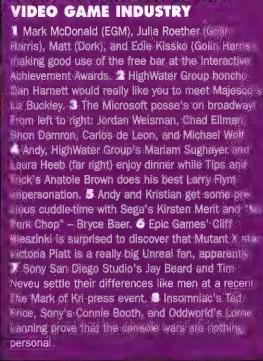 VIDEO GAME INDUSTRY
1 Mark McDonald (EGM), Julia Roether (Golin
Harris), Matt (Dork), and Edie Kissko (Golin Harris
making good use of the free bar at the Interactive
Achievement Awards. 2 HighWater Group honcho
Dan Harnett would really like you to meet Majesco's
Liz Buckley. 3 The Microsoft posse's on broadway!
From left to right: Jordan Weisman, Chad Ellman,
Shon Damron, Carlos de Leon, and Michael Wolf
4 Andy, HighWater Group's Mariam Sughayer, and
Laura Heeb (far right) enjoy dinner while Tips and
Trick's Anatole Brown does his best Larry Flynt
impersonation. 5 Andy and Kristian get some pre-
cious cuddle-time with Sega's Kirsten Merit and "Mr
Pork Chop" – Bryce Baer. 6 Epic Games' Cliff
Bleszinski is surprised to discover that Mutant X star
Victoria Platt is a really big Unreal fan, apparently
7 Sony San Diego Studio's Jay Beard and Tim
Neveu settle their differences like men at a recent
The Mark of Kri press event. 8 Insomniac's Ted
Price, Sony's Connie Booth, and Oddworld's Lorne
Lanning prove that the console wars are nothing
personal.